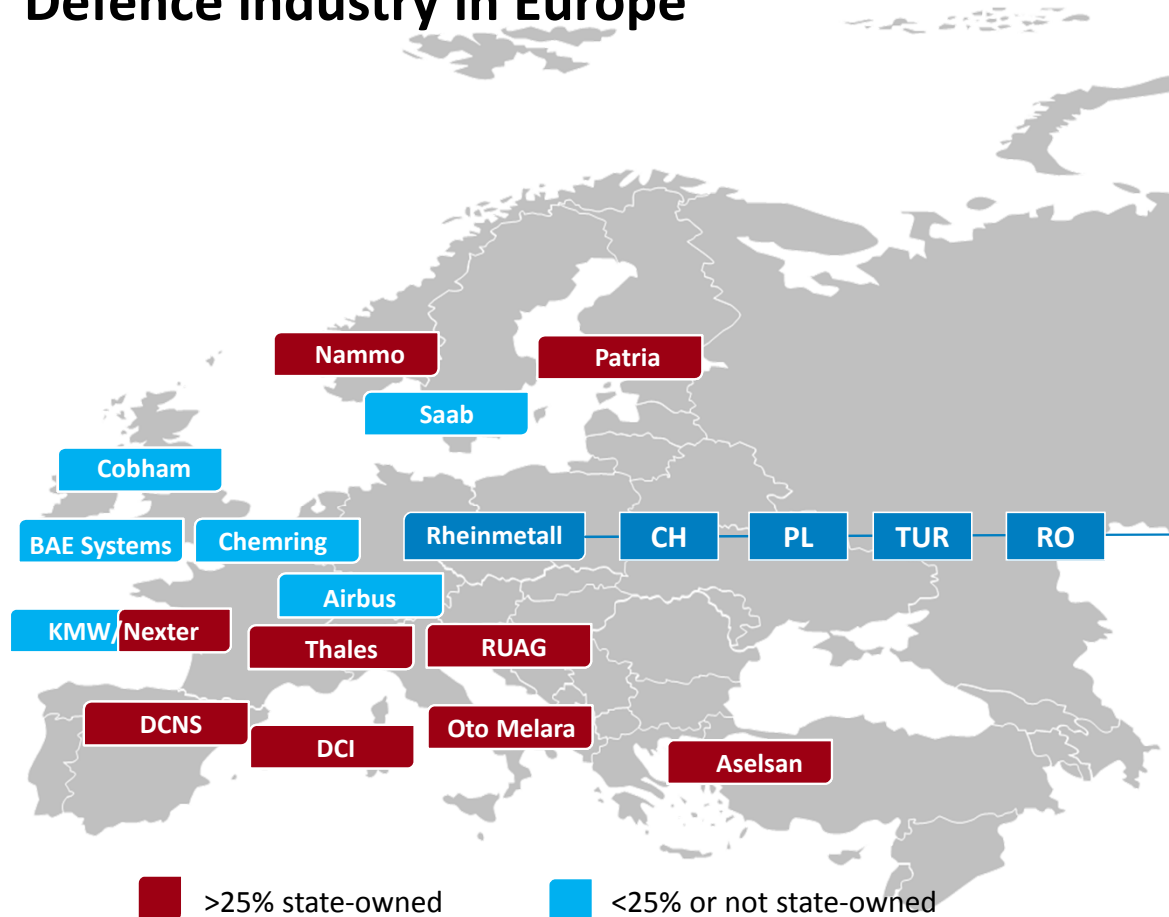 Defence Industry in Europe
Nammo
Patria
Saab
Cobham
BAE Systems
Chemring
Rheinmetall
CH
PL
TUR
RO
Airbus
KMW/Nexter
Thales
RUAG
DCNS
DCI
Oto Melara
Aselsan
>25% state-owned
<25% or not state-owned